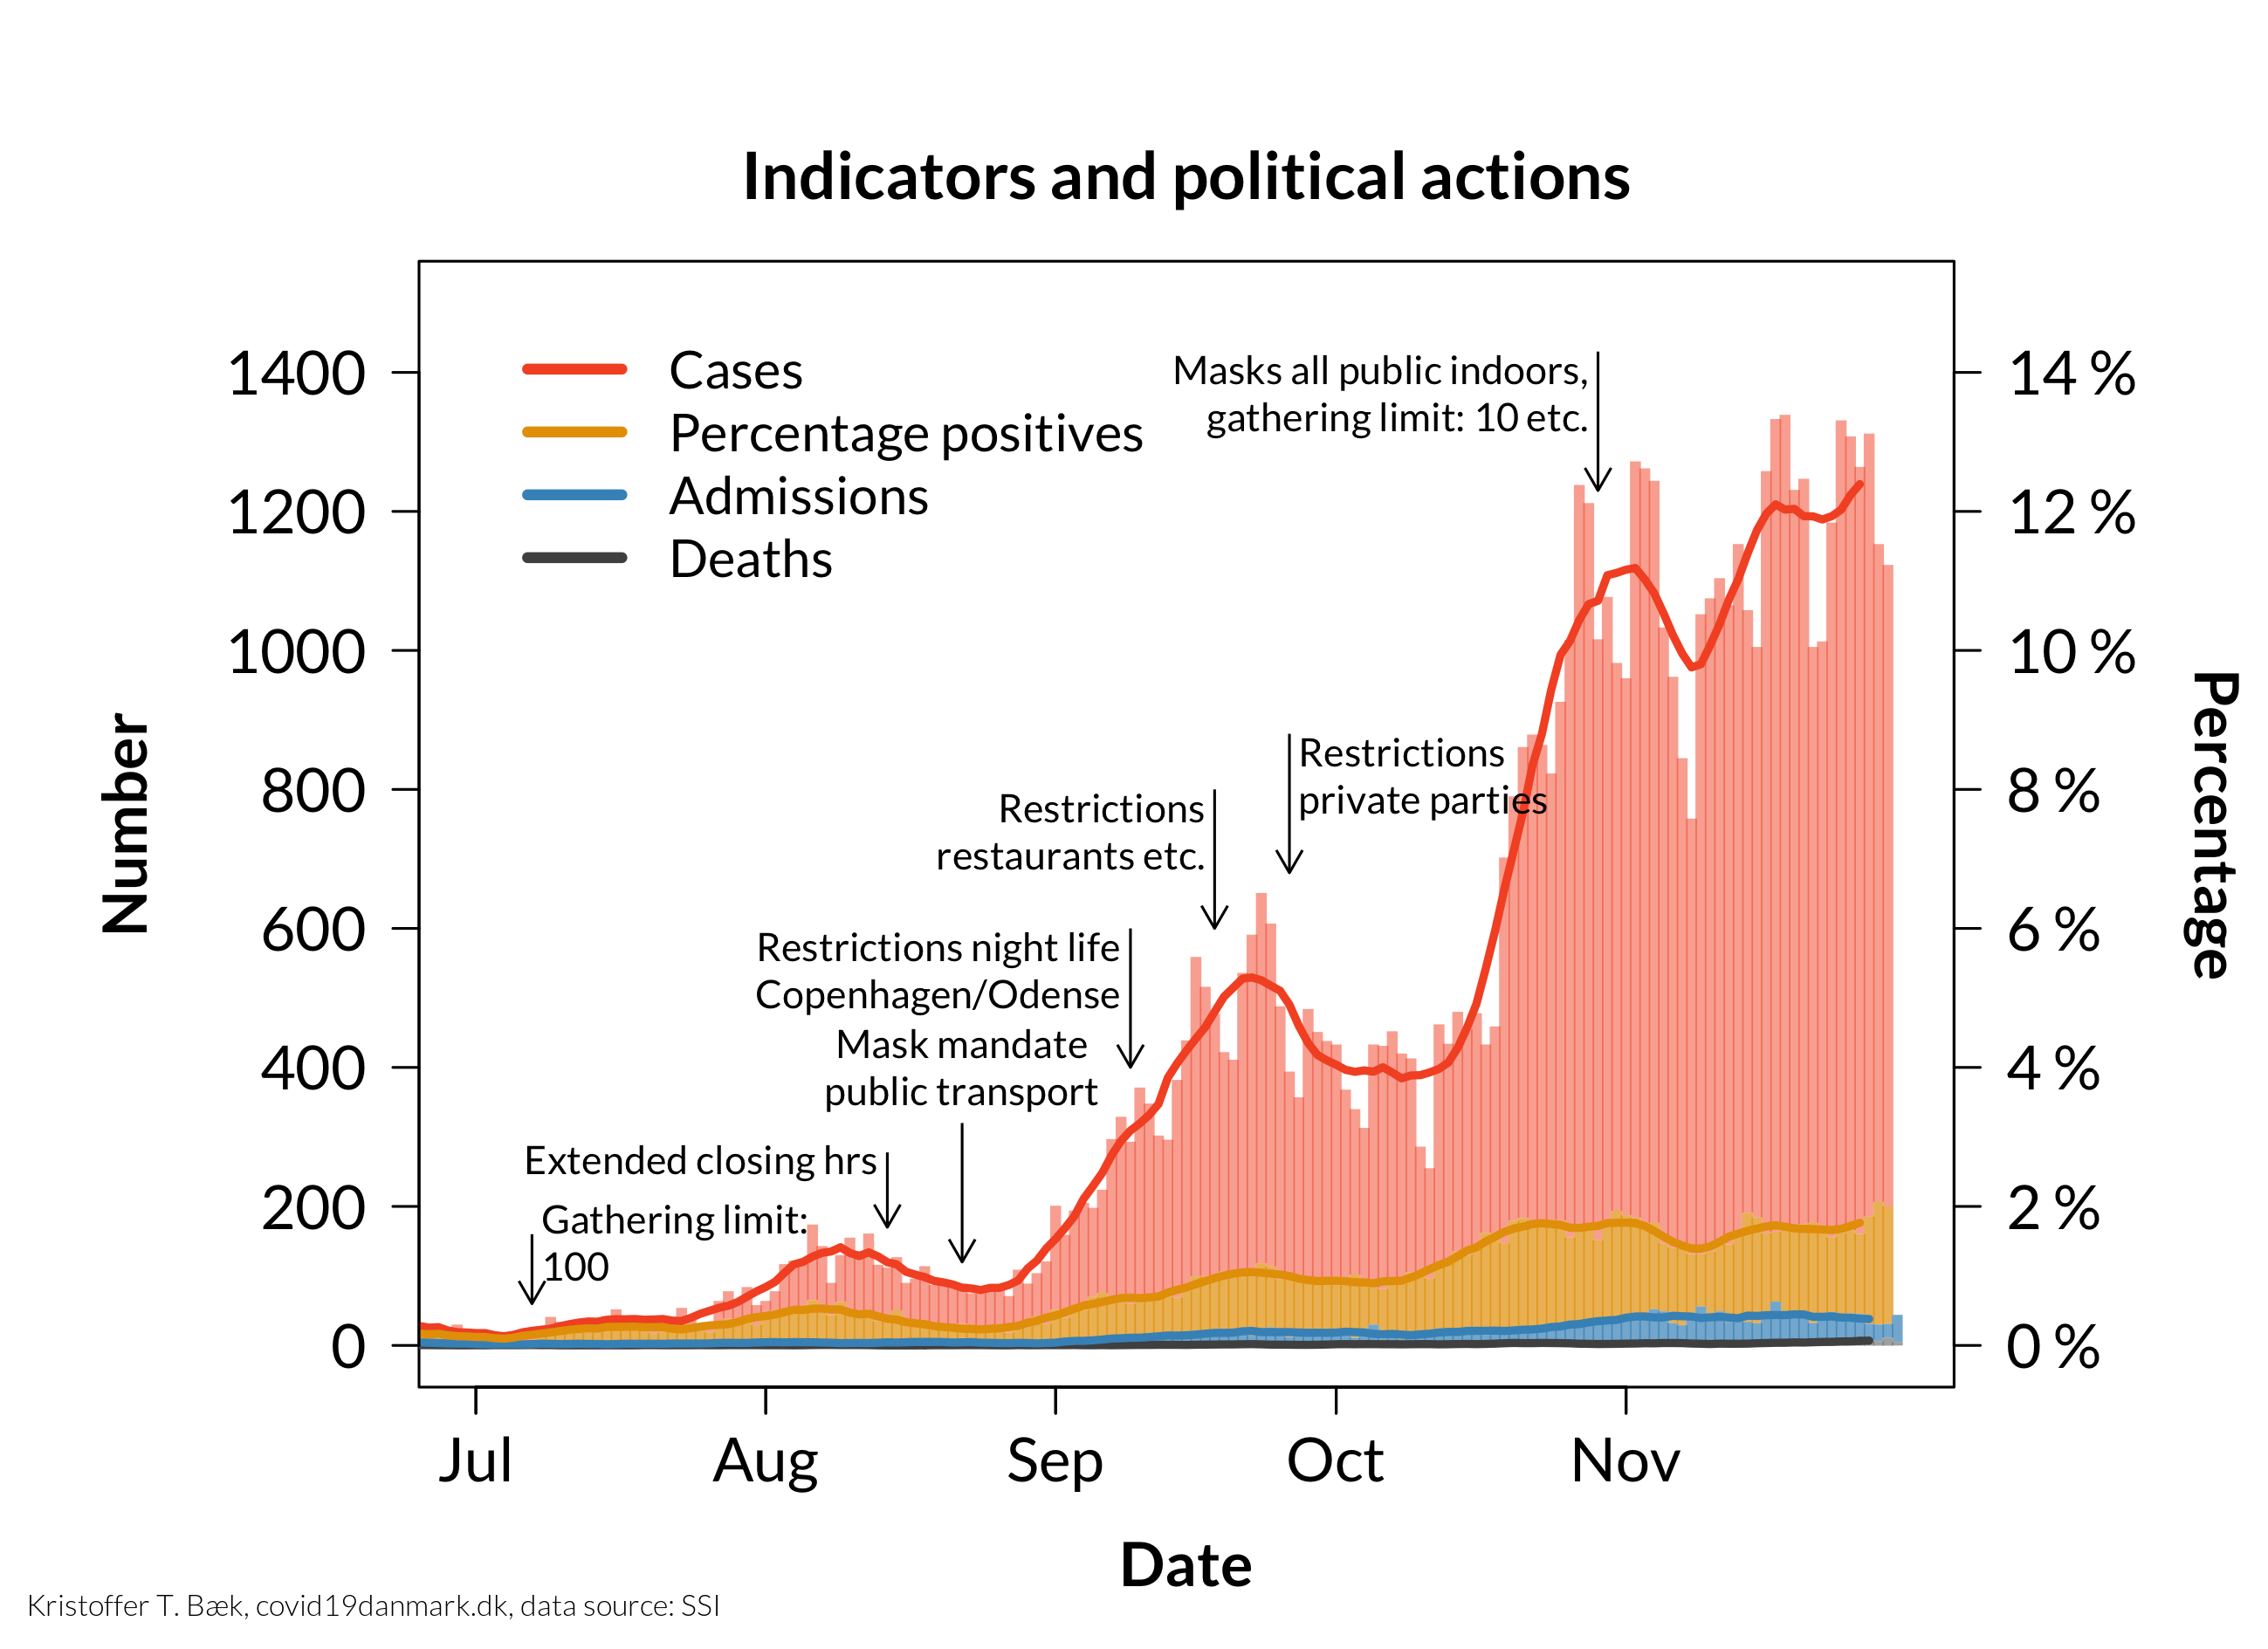 Indicators and political actions
Cases
Percentage positives
Admissions
Deaths
Masks all public indoors,
gathering limit: 10 etc.
Restrictions
private parties
Restrictions
restaurants etc.
Restrictions night life
Copenhagen/Odense
Mask mandate
public transport
Extended closing hrs
Gathering limit:
100
Number
1400
1200
1000
800
600
400
200
0
Percentage
14 %
12 %
10 %
8 %
6 %
4 %
2 %
0 %
Jul Aug Sep Oct Nov
Date
Kristoffer T. Bæk, covid19danmark.dk, data source: SSI